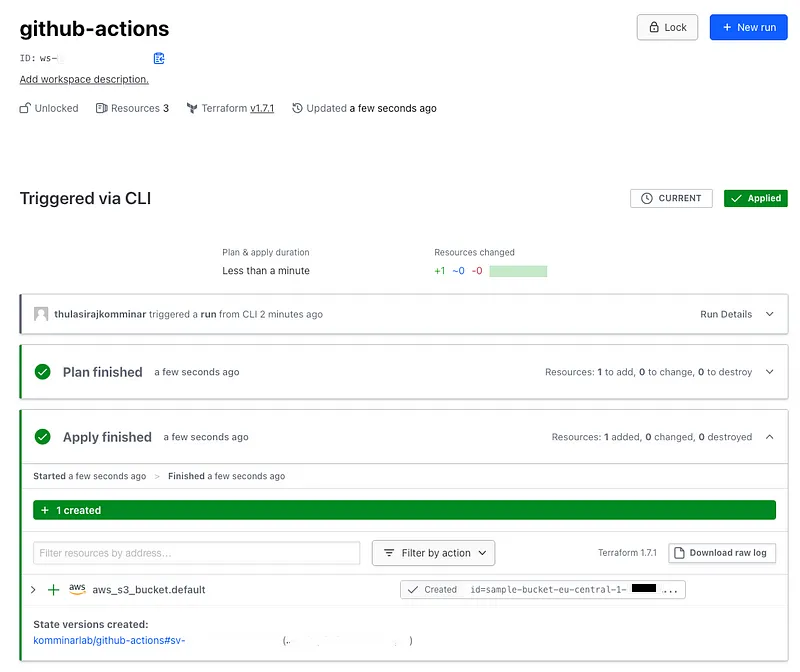 github-actions
Lock
+ New run
ID: ws-
Add workspace description.
Unlocked Resources 3 Terraform v1.7.1 Updated a few seconds ago
Triggered via CLI
CURRENT
Applied
Plan & apply duration
Resources changed
Less than a minute
+1 ~0 -0
thulasirajkomminar triggered a run from CLI 2 minutes ago
Run Details
Plan finished a few seconds ago
Resources: 1 to add, 0 to change, 0 to destroy
Apply finished a few seconds ago
Resources: 1 added, 0 changed, 0 destroyed
Started a few seconds ago > Finished a few seconds ago
+ 1 created
Filter resources by address...
Filter by action
Terraform 1.7.1
Download raw log
aws aws_s3_bucket.default
Created id=sample-bucket-eu-central-1- ...
State versions created:
komminarlab/github-actions#sv- ( )